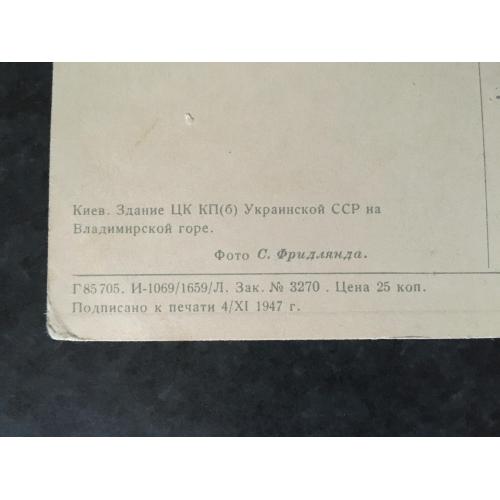 Киев. Здание ЦК КП(б) Украинской ССР на
Владимирской горе.
Фото С. Фридлянда.
Г 85705. И-1069/1659/Л. Зак. № 3270 . Цена 25 коп.
Подписано к печати 4/XI 1947 г.